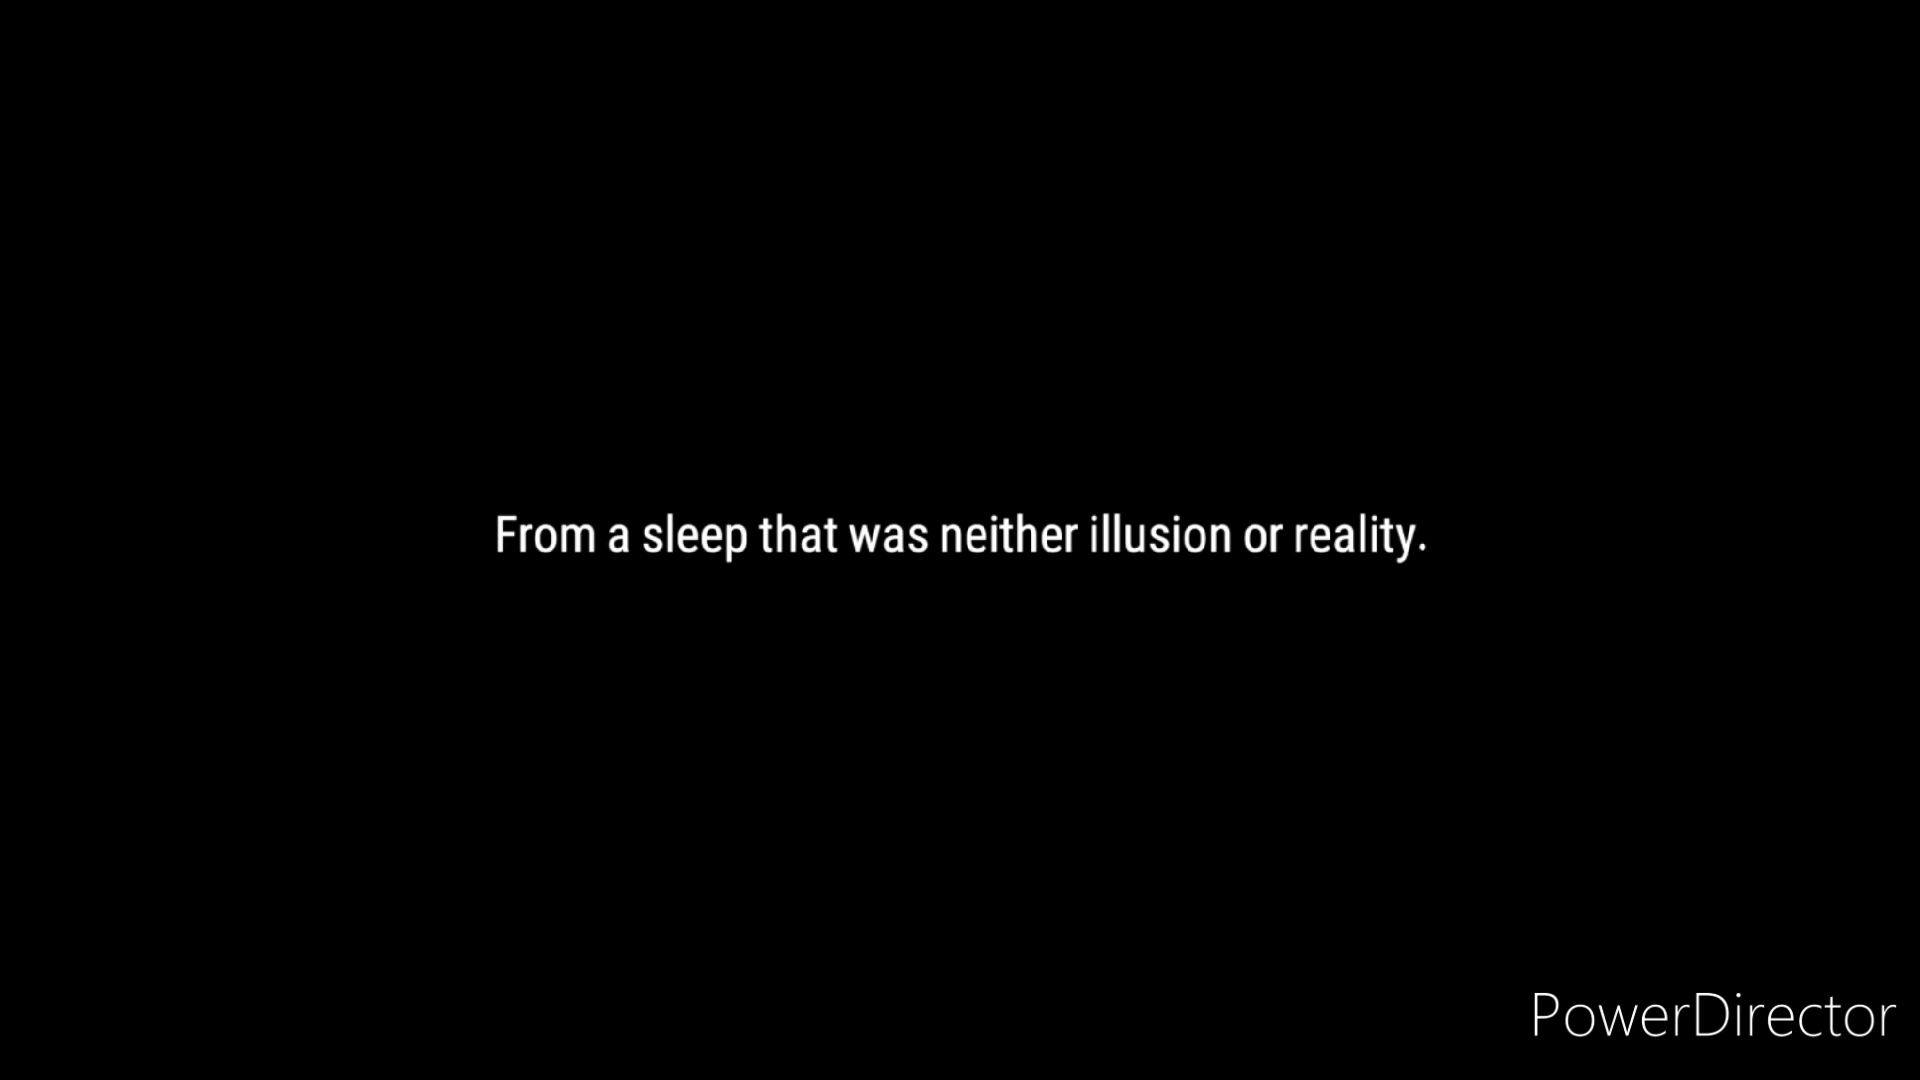 From a sleep that was neither illusion or reality.
PowerDirector